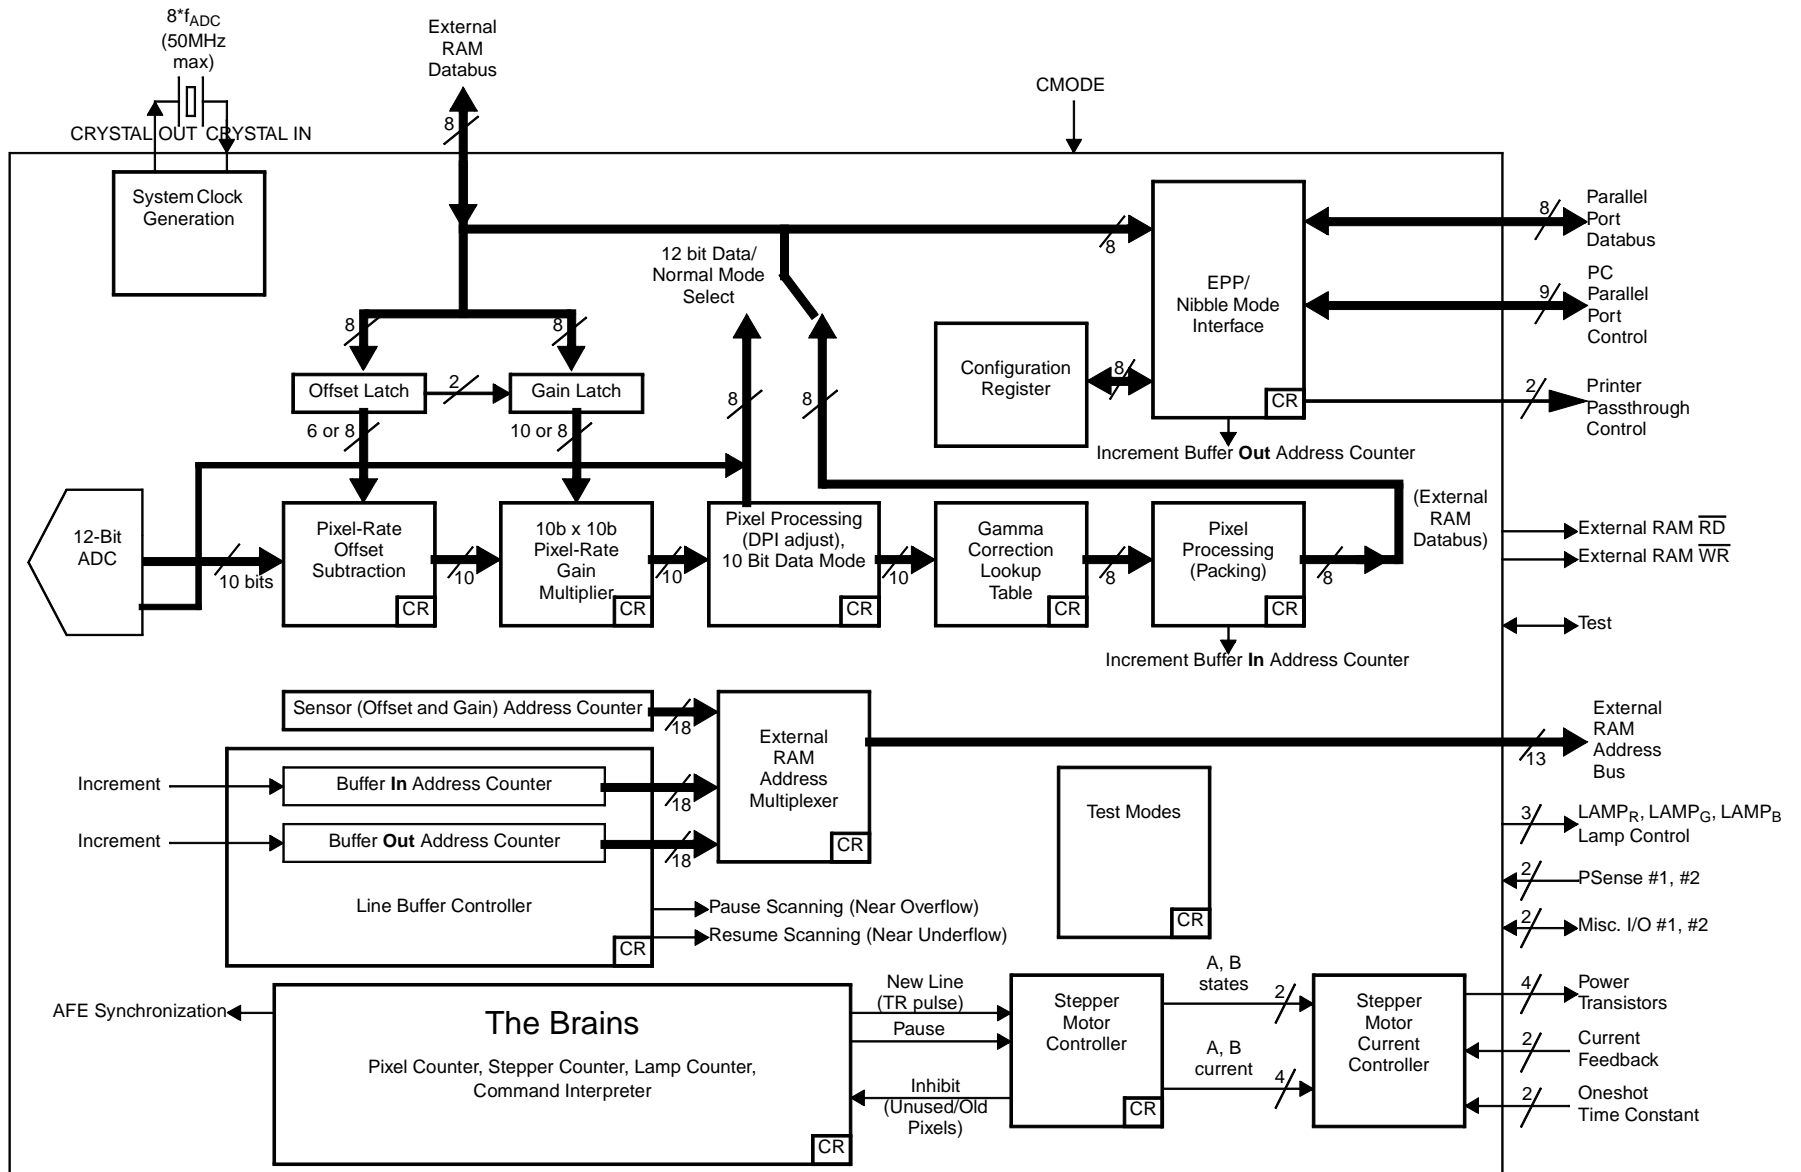 8*fADC
(50MHz
max)
CRYSTAL OUT
CRYSTAL IN
System Clock
Generation
External
RAM
Databus
8
CMODE
8
12 bit Data/
Normal Mode
Select
EPP/
Nibble Mode
Interface
CR
8
Parallel
Port
Databus
9
PC
Parallel
Port
Control
2
Printer
Passthrough
Control
Configuration
Register
8
Increment Buffer Out Address Counter
8
8
Offset Latch
2
Gain Latch
8
8
6 or 8
10 or 8
12-Bit
ADC
10 bits
Pixel-Rate
Offset
Subtraction
CR
10
10b x 10b
Pixel-Rate
Gain
Multiplier
CR
10
Pixel Processing
(DPI adjust),
10 Bit Data Mode
CR
10
Gamma
Correction
Lookup
Table
CR
8
Pixel
Processing
(Packing)
CR
8
(External
RAM
Databus)
Increment Buffer In Address Counter
External RAM RD
External RAM WR
Test
Sensor (Offset and Gain) Address Counter
18
Increment
Buffer In Address Counter
18
Increment
Buffer Out Address Counter
18
Line Buffer Controller
CR
External
RAM
Address
Multiplexer
CR
13
External
RAM
Address
Bus
Pause Scanning (Near Overflow)
Resume Scanning (Near Underflow)
Test Modes
CR
3
LAMPR, LAMPG, LAMPB
Lamp Control
2
PSense #1, #2
2
Misc. I/O #1, #2
AFE Synchronization
The Brains
Pixel Counter, Stepper Counter, Lamp Counter,
Command Interpreter
CR
New Line
(TR pulse)
Pause
Inhibit
(Unused/Old
Pixels)
Stepper
Motor
Controller
CR
A, B
states
2
A, B
current
4
Stepper
Motor
Current
Controller
4
Power
Transistors
2
Current
Feedback
2
Oneshot
Time Constant